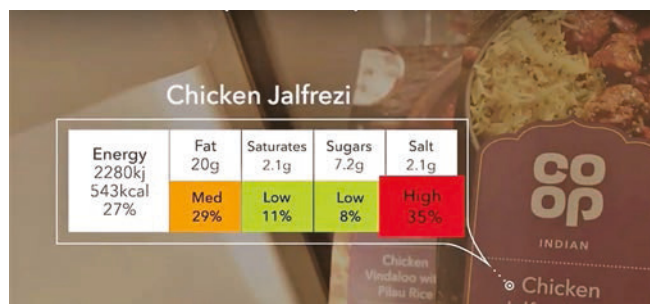 Chicken Jalfrezi
Energy
2280kj
543kcal
27%
Fat
20g
Med
29%
Saturates
2.1g
Low
11%
Sugars
7.2g
Low
8%
Salt
2.1g
High
35%
CO
OP
INDIAN
Chicken
Vindaloo with
Pilau Rice
Chicken